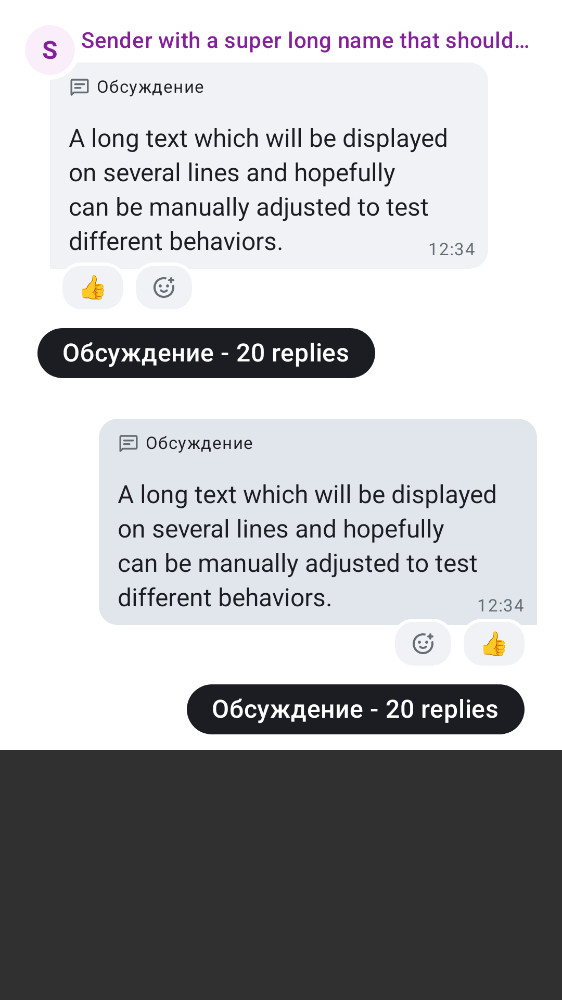 S
Sender with a super long name that should...
Обсуждение
A long text which will be displayed
on several lines and hopefully
can be manually adjusted to test
different behaviors.
12:34
👍
Обсуждение - 20 replies
Обсуждение
A long text which will be displayed
on several lines and hopefully
can be manually adjusted to test
different behaviors.
12:34
👍
Обсуждение - 20 replies